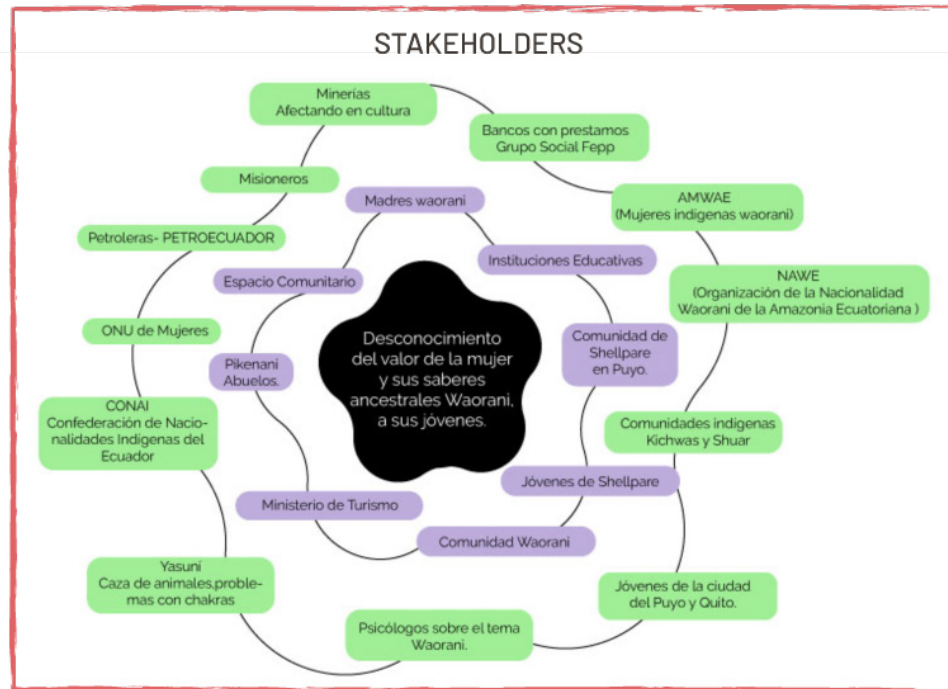 STAKEHOLDERS
Minerías
Afectando en cultura
Bancos con prestamos
Grupo Social Fepp
Misioneros
Madres waorani
AMWAE
(Mujeres indigenas waorani)
Petroleras- PETROECUADOR
Instituciones Educativas
Espacio Comunitario
NAWE
(Organización de la Nacionalidad
Waorani de la Amazonia Ecuatoriana )
ONU de Mujeres
Desconocimiento
del valor de la mujer
y sus saberes
ancestrales Waorani,
a sus jóvenes.
Comunidad de
Shellpare
en Puyo.
Pikenani
Abuelos.
CONAI
Confederación de Nacio-
nalidades Indígenas del
Ecuador
Comunidades indigenas
Kichwas y Shuar
Jóvenes de Shellpare
Ministerio de Turismo
Comunidad Waorani
Yasuní
Caza de animales,proble-
mas con chakras
Jóvenes de la ciudad
del Puyo y Quito.
Psicólogos sobre el tema
Waorani.